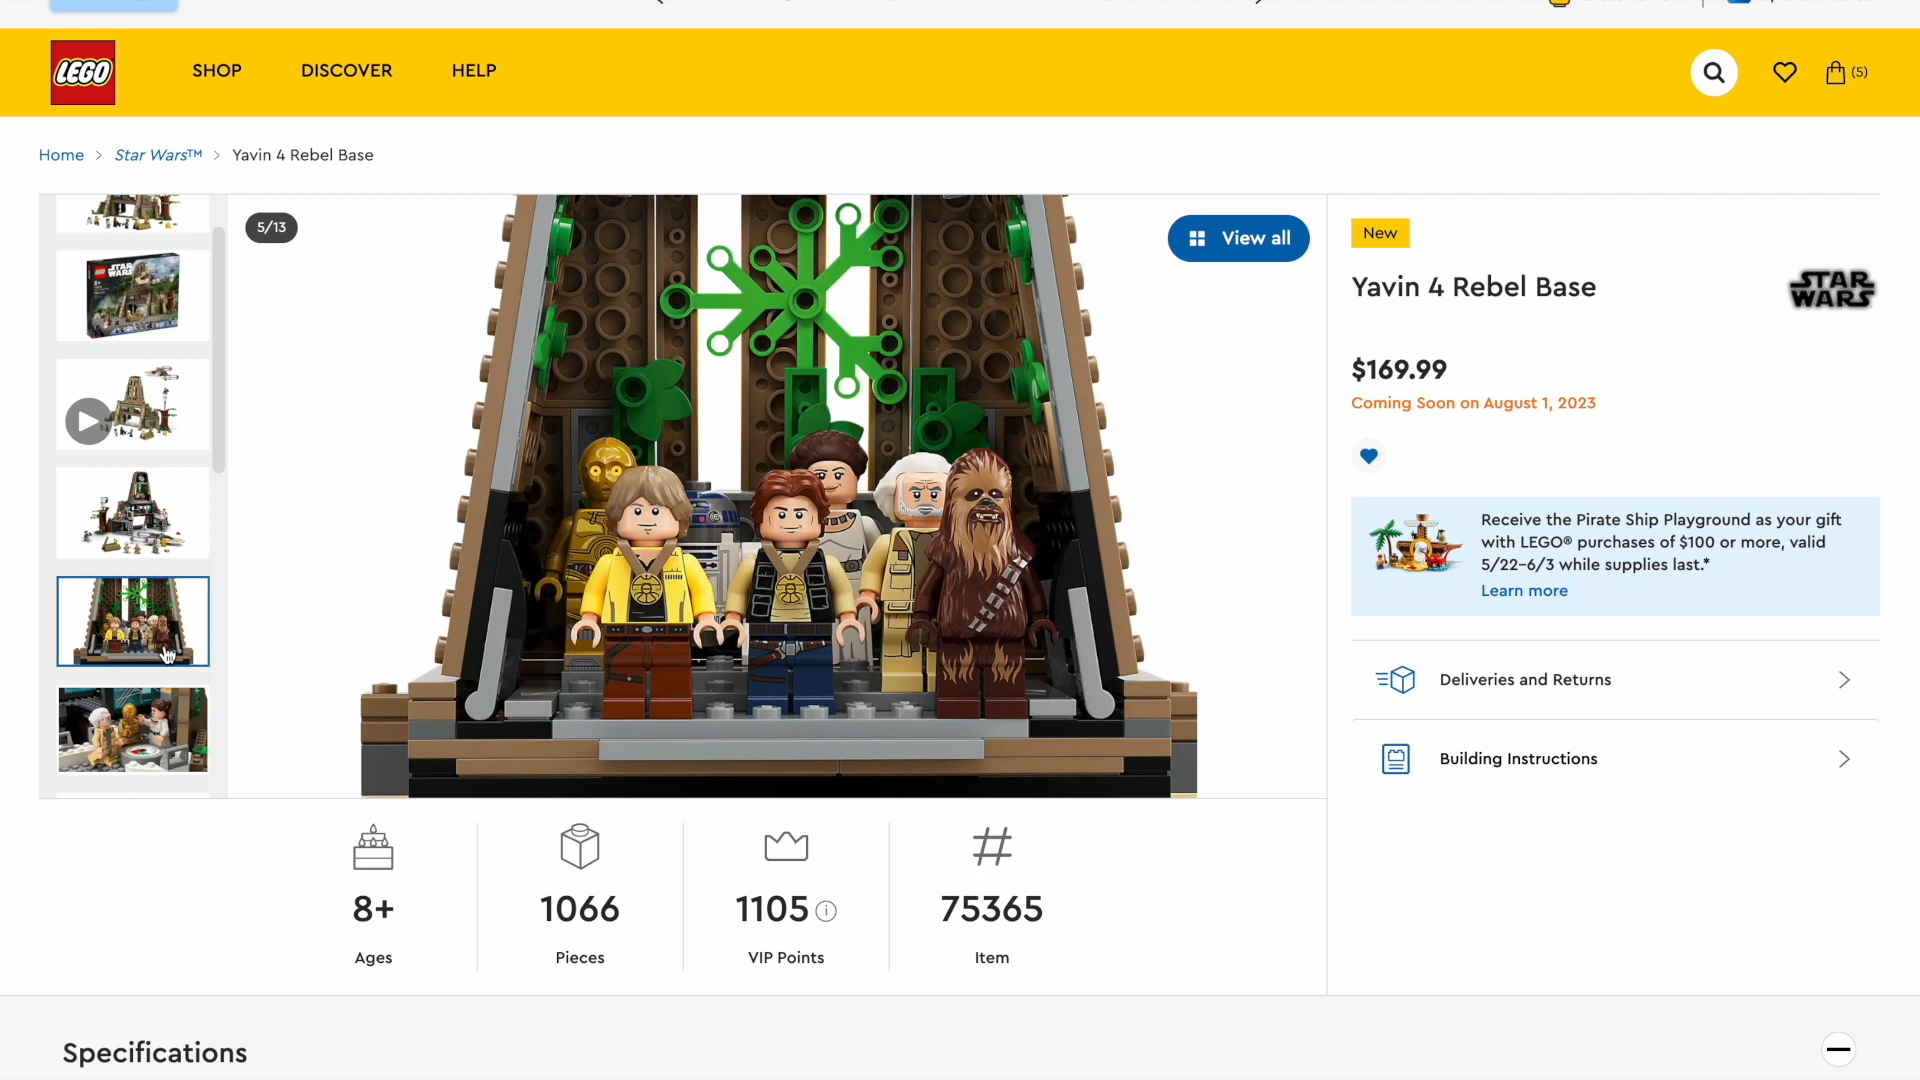 LEGO
SHOP
DISCOVER
HELP
(5)
Home > Star Wars™ > Yavin 4 Rebel Base
5/13
View all
STAR WARS
New
Yavin 4 Rebel Base
STAR
WARS
$169.99
Coming Soon on August 1, 2023
Receive the Pirate Ship Playground as your gift
with LEGO® purchases of $100 or more, valid
5/22-6/3 while supplies last.*
Learn more
Deliveries and Returns
Building Instructions
8+
Ages
1066
Pieces
1105
VIP Points
75365
Item
Specifications